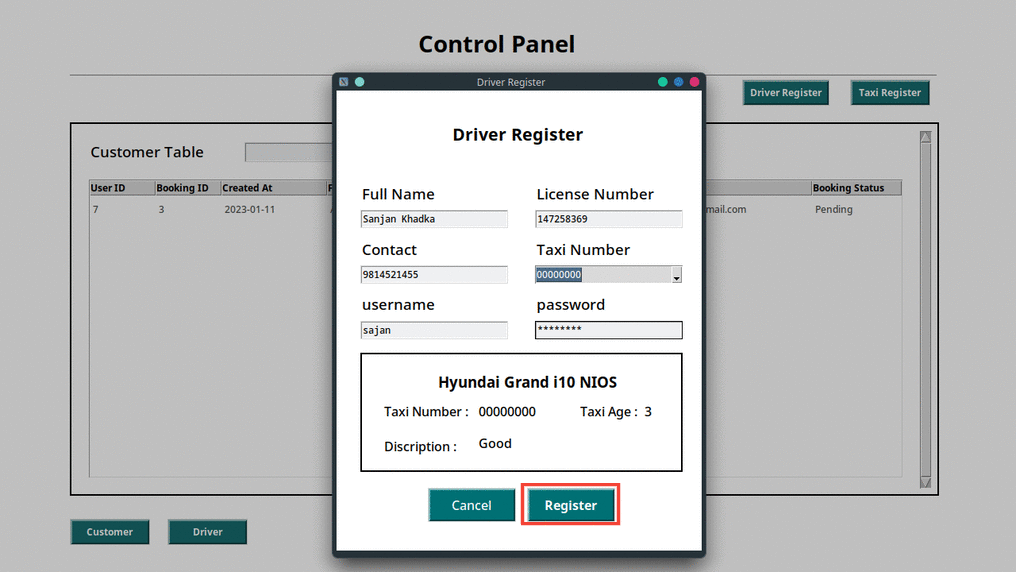 Control Panel
Driver Register
Driver Register Taxi Register
Driver Register
Customer Table
User ID Booking ID Created At Booking Status
7 3 2023-01-11 mail.com Pending
Full Name License Number
Sanjan Khadka 147258369
Contact Taxi Number
9814521455 00000000
username password
sajan ********
Hyundai Grand i10 NIOS
Taxi Number : 00000000 Taxi Age : 3
Discription : Good
Cancel Register
Customer Driver